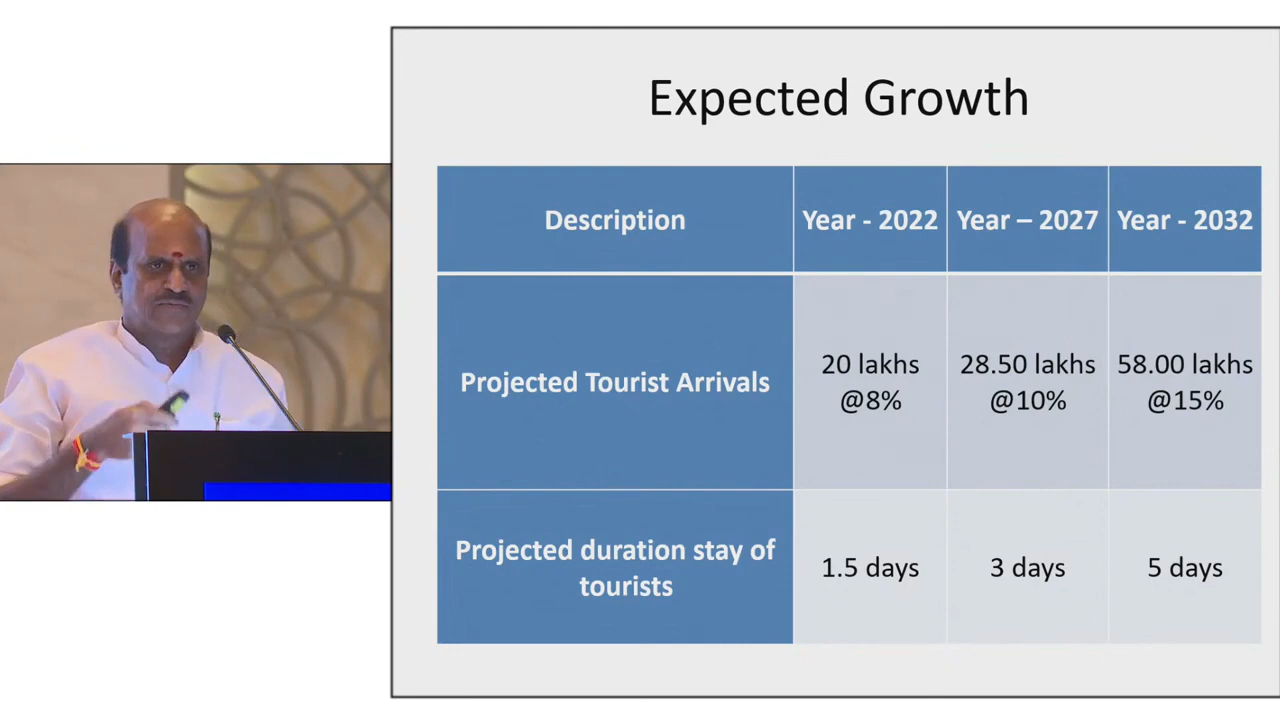 Expected Growth
Description
Year - 2022
Year – 2027
Year - 2032
Projected Tourist Arrivals
20 lakhs
@8%
28.50 lakhs
@10%
58.00 lakhs
@15%
Projected duration stay of
tourists
1.5 days
3 days
5 days